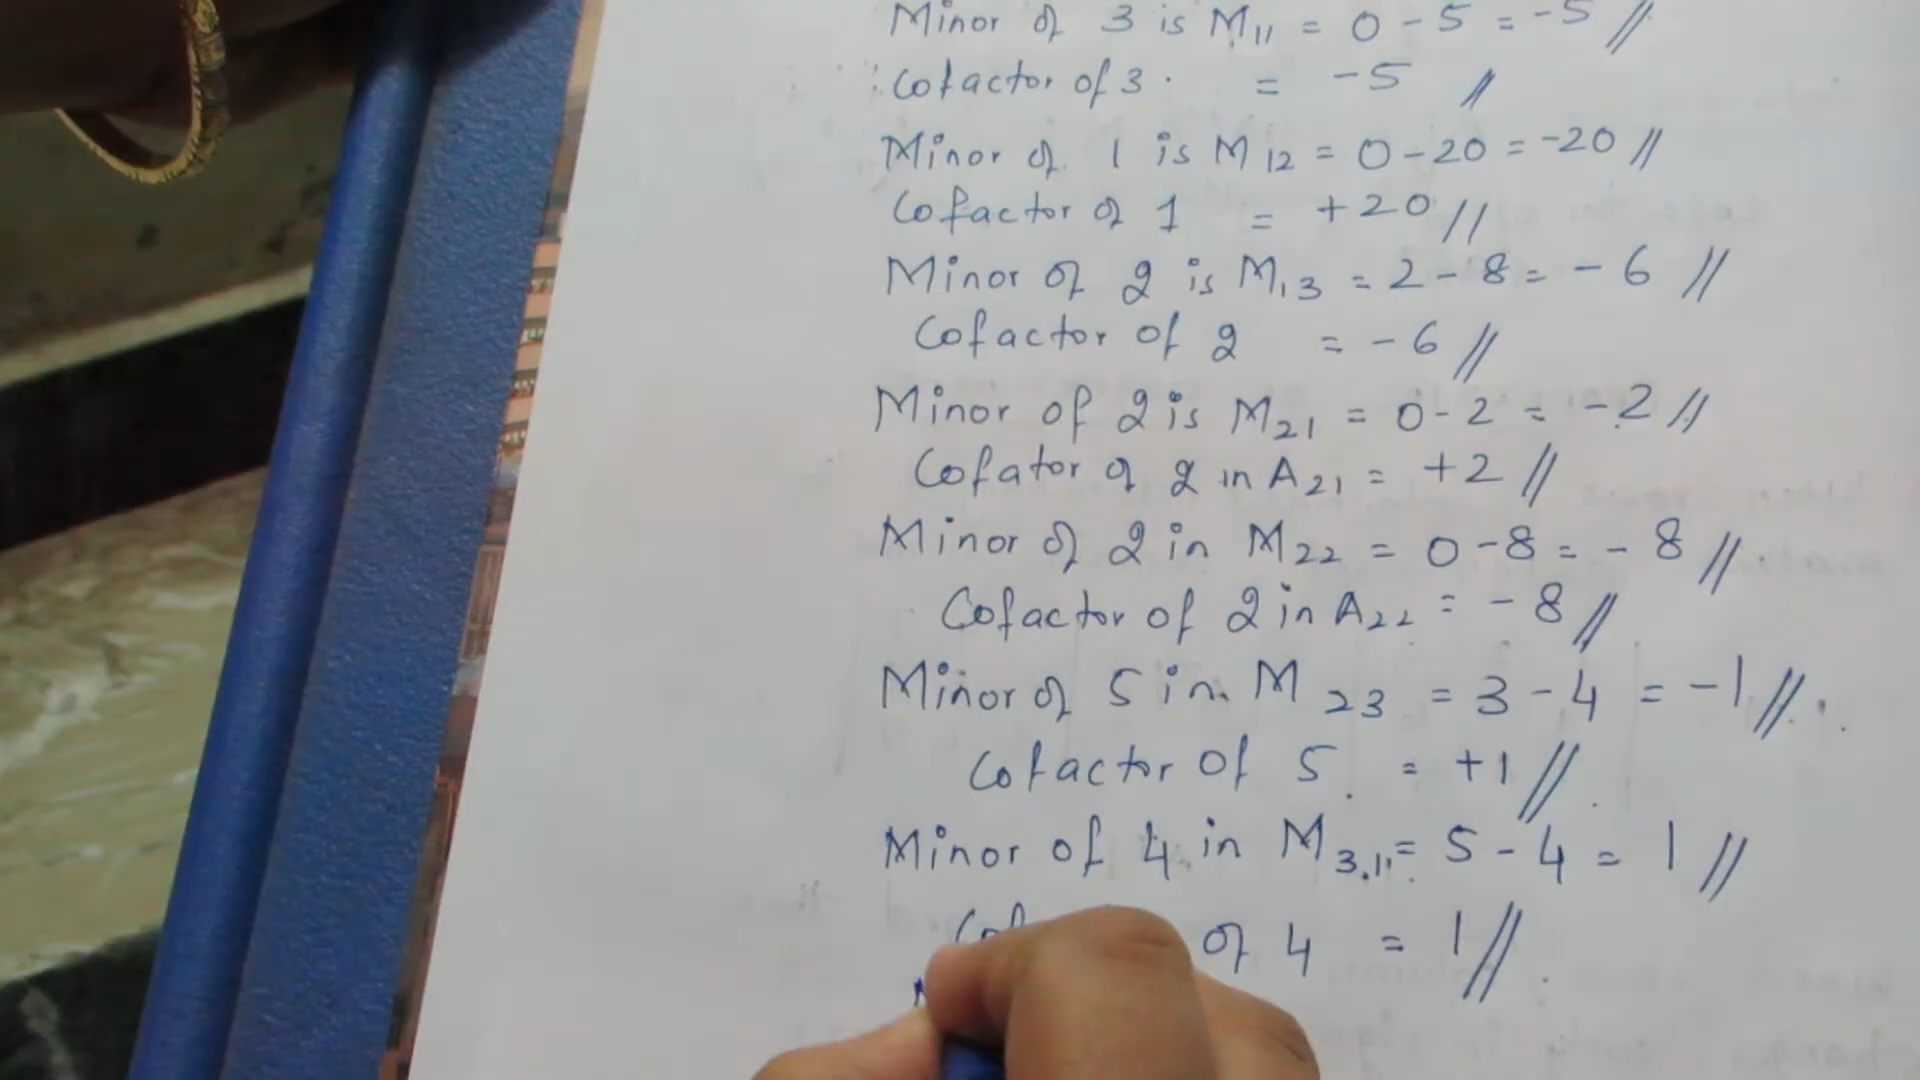 Minor of 3 is M11 = 0 - 5 = -5 //
Cofactor of 3. = -5 //
Minor of 1 is M12 = 0 - 20 = -20 //
Cofactor of 1 = +20 //
Minor of 2 is M13 = 2 - 8 = - 6 //
Cofactor of 2 = - 6 //
Minor of 2 is M21 = 0 - 2 = -2 //
Cofator of 2 in A21 = +2 //
Minor of 2 in M22 = 0 - 8 = - 8 //
Cofactor of 2 in A22 = - 8 //
Minor of 5 in M23 = 3 - 4 = -1 //
Cofactor of 5 = +1 //
Minor of 4 in M31 = 5 - 4 = 1 //
of 4 = 1 //